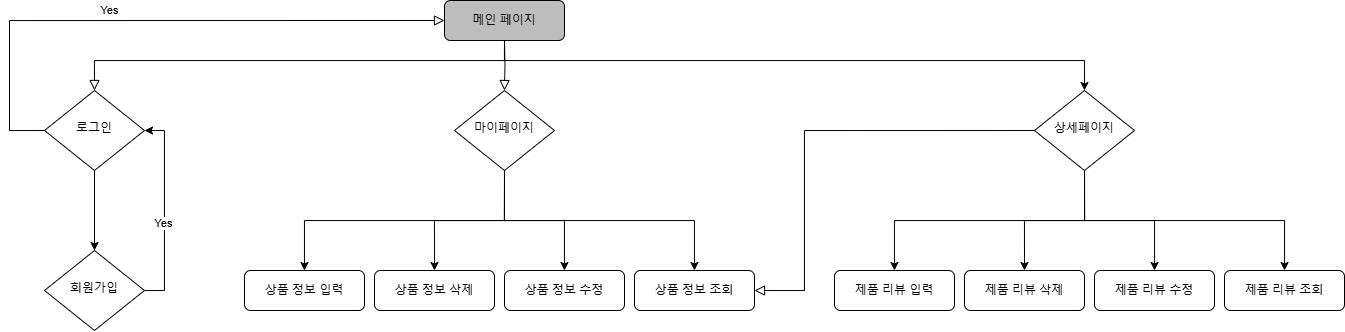 Yes
메인 페이지
로그인
마이페이지
상세페이지
Yes
회원가입
상품 정보 입력
상품 정보 삭제
상품 정보 수정
상품 정보 조회
제품 리뷰 입력
제품 리뷰 삭제
제품 리뷰 수정
제품 리뷰 조회